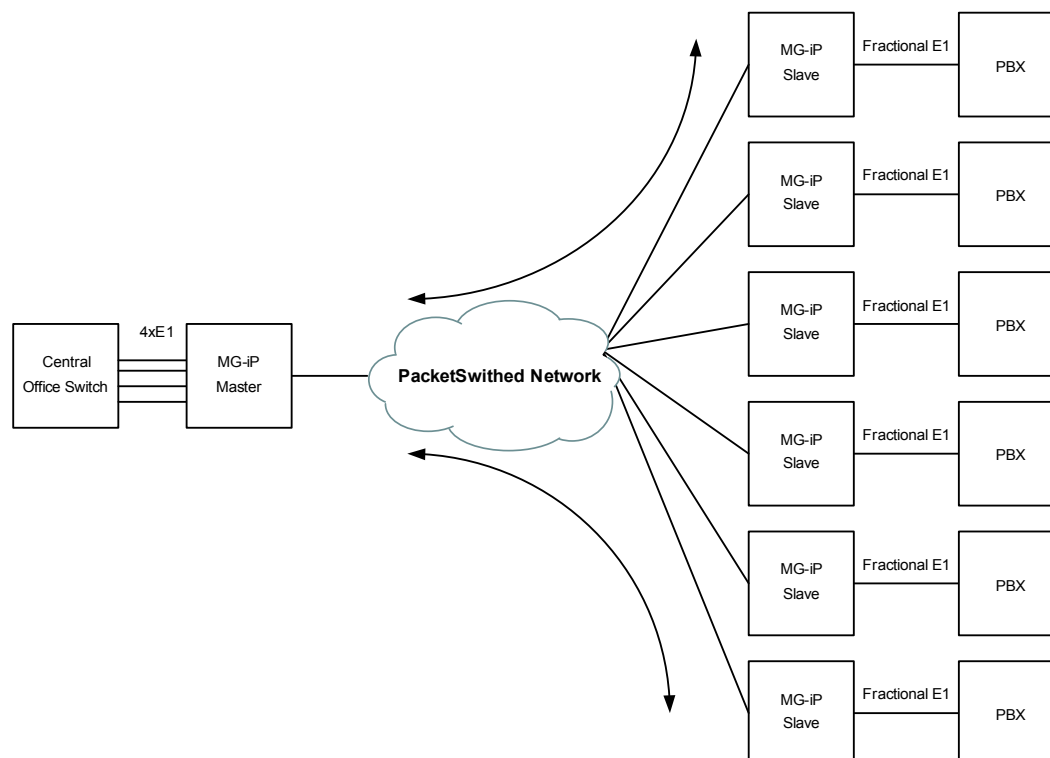 MG-iP
Slave
Fractional E1
PBX
MG-iP
Slave
Fractional E1
PBX
MG-iP
Slave
Fractional E1
PBX
4xE1
Central
Office Switch
MG-iP
Master
PacketSwithed Network
MG-iP
Slave
Fractional E1
PBX
MG-iP
Slave
Fractional E1
PBX
MG-iP
Slave
Fractional E1
PBX